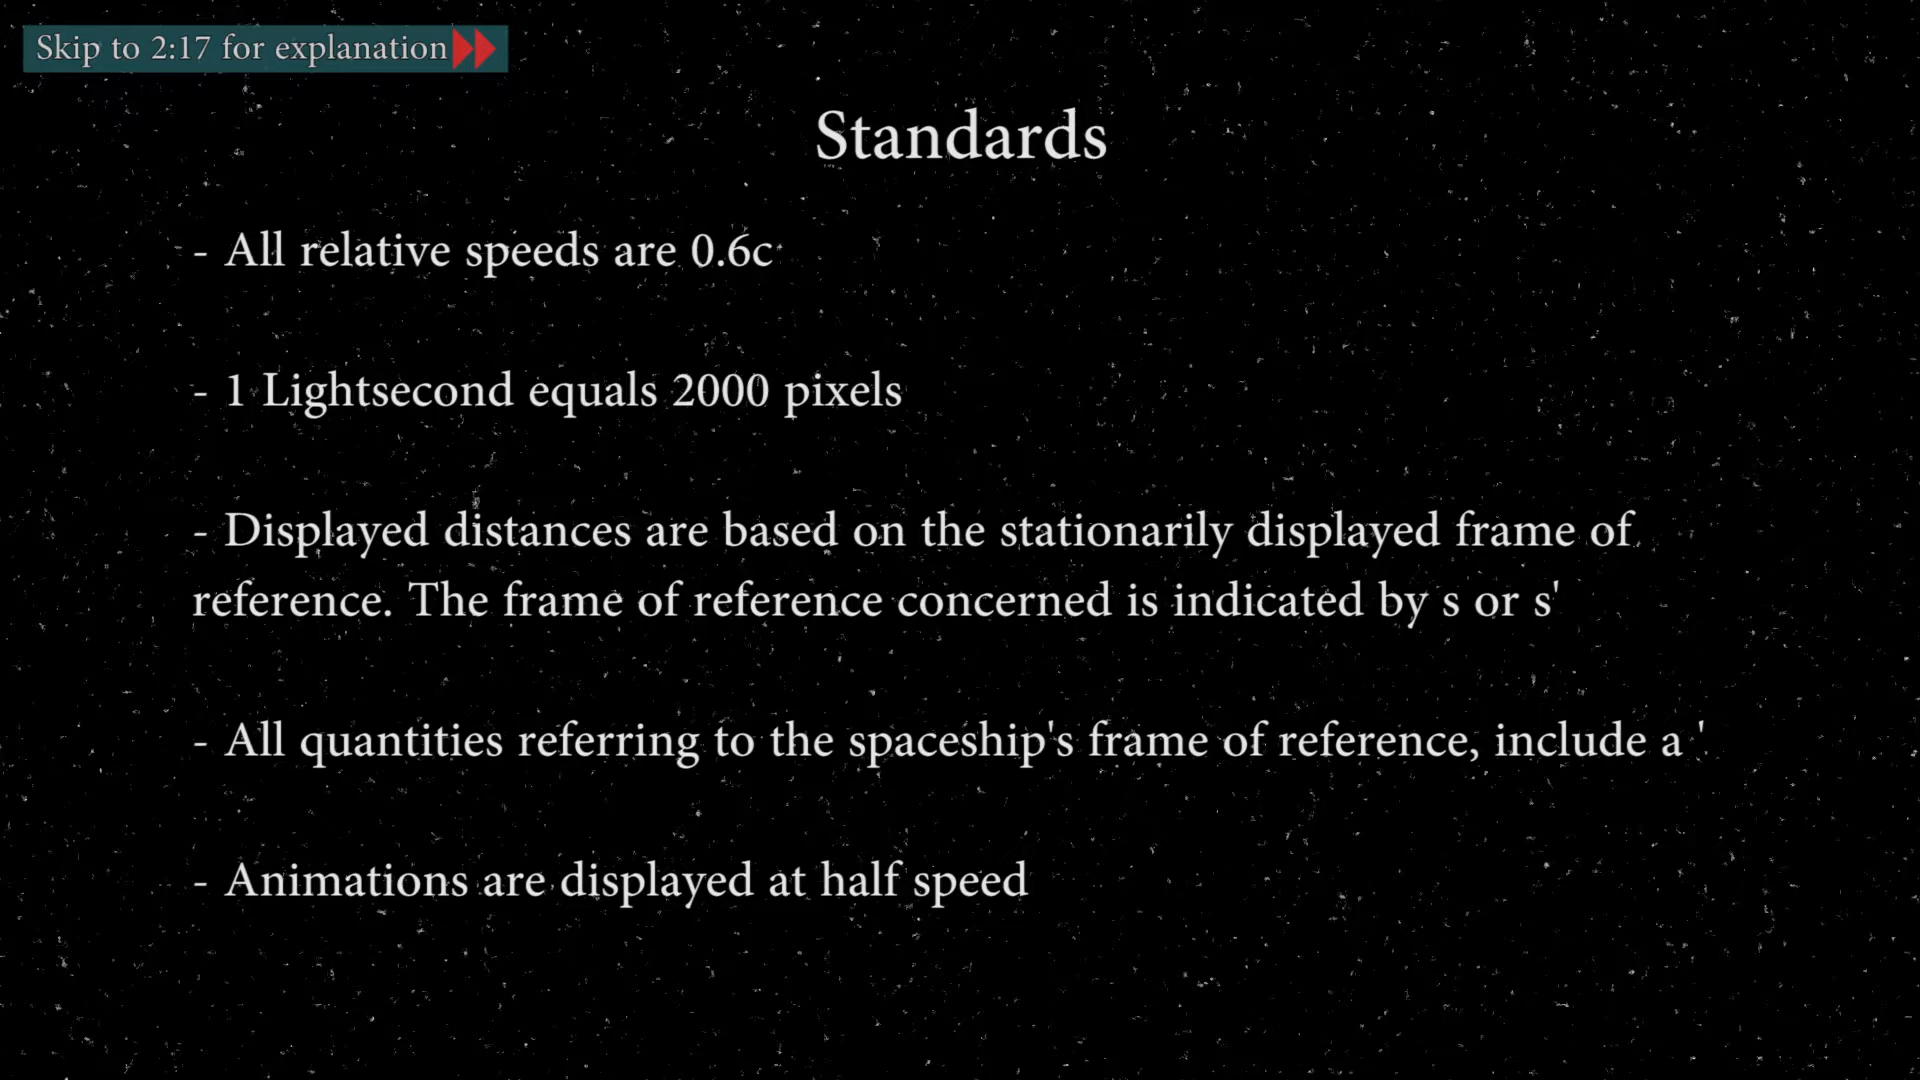 Skip to 2:17 for explanation
Standards
- All relative speeds are 0.6c
- 1 Lightsecond equals 2000 pixels
- Displayed distances are based on the stationarily displayed frame of
reference. The frame of reference concerned is indicated by s or s'
- All quantities referring to the spaceship's frame of reference, include a '
- Animations are displayed at half speed